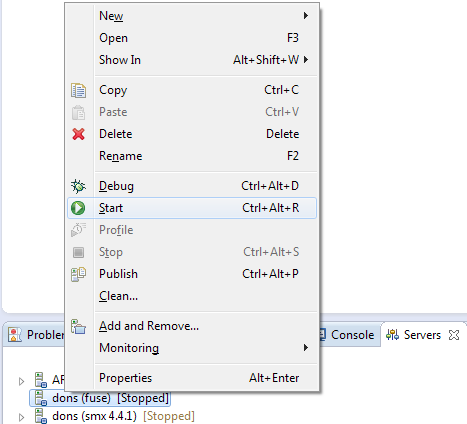 New
Open F3
Show In Alt+Shift+W
Copy Ctrl+C
Paste Ctrl+V
Delete Delete
Rename F2
Debug Ctrl+Alt+D
Start Ctrl+Alt+R
Profile
Stop Ctrl+Alt+S
Publish Ctrl+Alt+P
Clean...
Add and Remove...
Monitoring
Properties Alt+Enter
Console Servers
dons (fuse) [Stopped]
dons (smx 4.4.1) [Stopped]